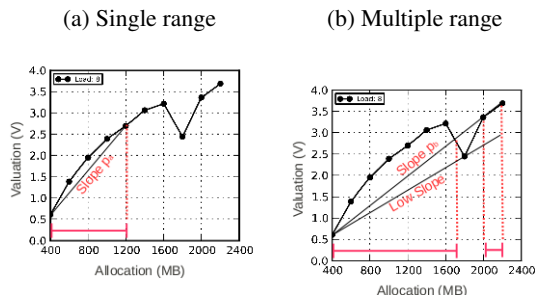 (a) Single range
(b) Multiple range
4.0
3.5
3.0
2.5
2.0
1.5
1.0
0.5
0.0
Valuation (V)
Load: 8
Slope pₐ
400 800 1200 1600 2000 2400
Allocation (MB)
4.0
3.5
3.0
2.5
2.0
1.5
1.0
0.5
0.0
Valuation (V)
Load: 8
Slope pᵦ
Low Slope
400 800 1200 1600 2000 2400
Allocation (MB)